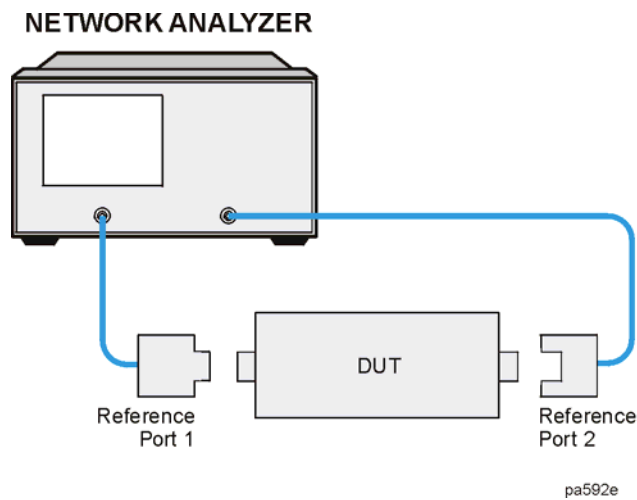 NETWORK ANALYZER
DUT
Reference
Port 1
Reference
Port 2
pa592e